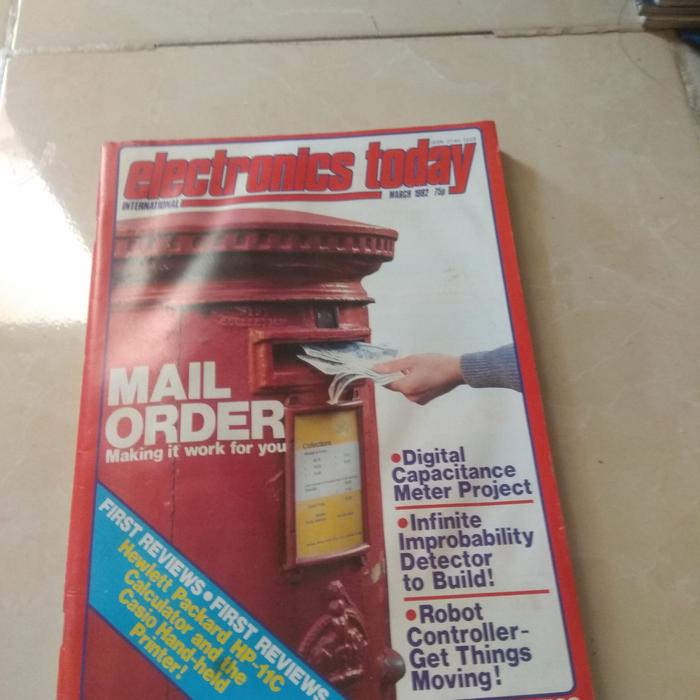 electronics today
INTERNATIONAL
MARCH 1982 75p
MAIL
ORDER
Making it work for you
Collections
•Digital
Capacitance
Meter Project
•Infinite
Improbability
Detector
to Build!
•Robot
Controller-
Get Things
Moving!
FIRST REVIEWS•FIRST REVIEWS
Hewlett Packard HP-11C
Calculator and the
Casio Hand-held
Printer!